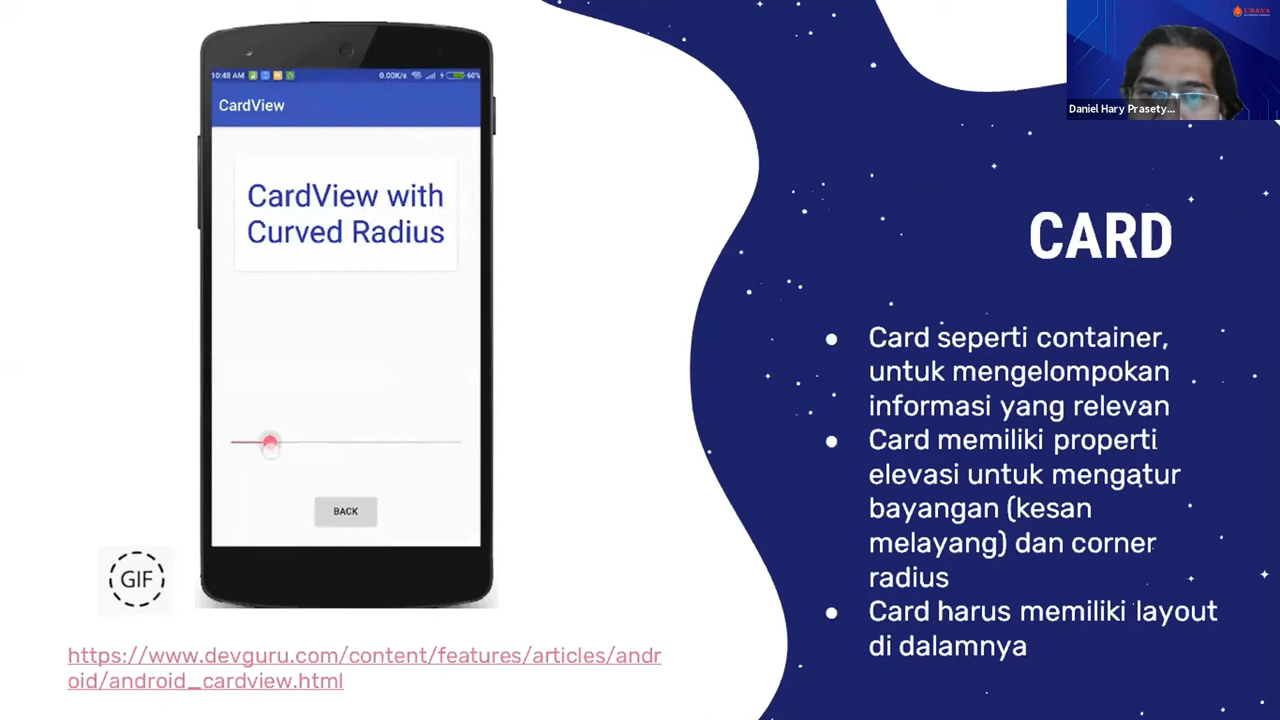 10:48 AM
0.00K/s
60%
CardView
CardView with
Curved Radius
BACK
GIF
https://www.devguru.com/content/features/articles/andr
oid/android_cardview.html
UBAYA
Daniel Hary Prasety...
CARD
● Card seperti container,
untuk mengelompokan
informasi yang relevan
● Card memiliki properti
elevasi untuk mengatur
bayangan (kesan
melayang) dan corner
radius
● Card harus memiliki layout
di dalamnya